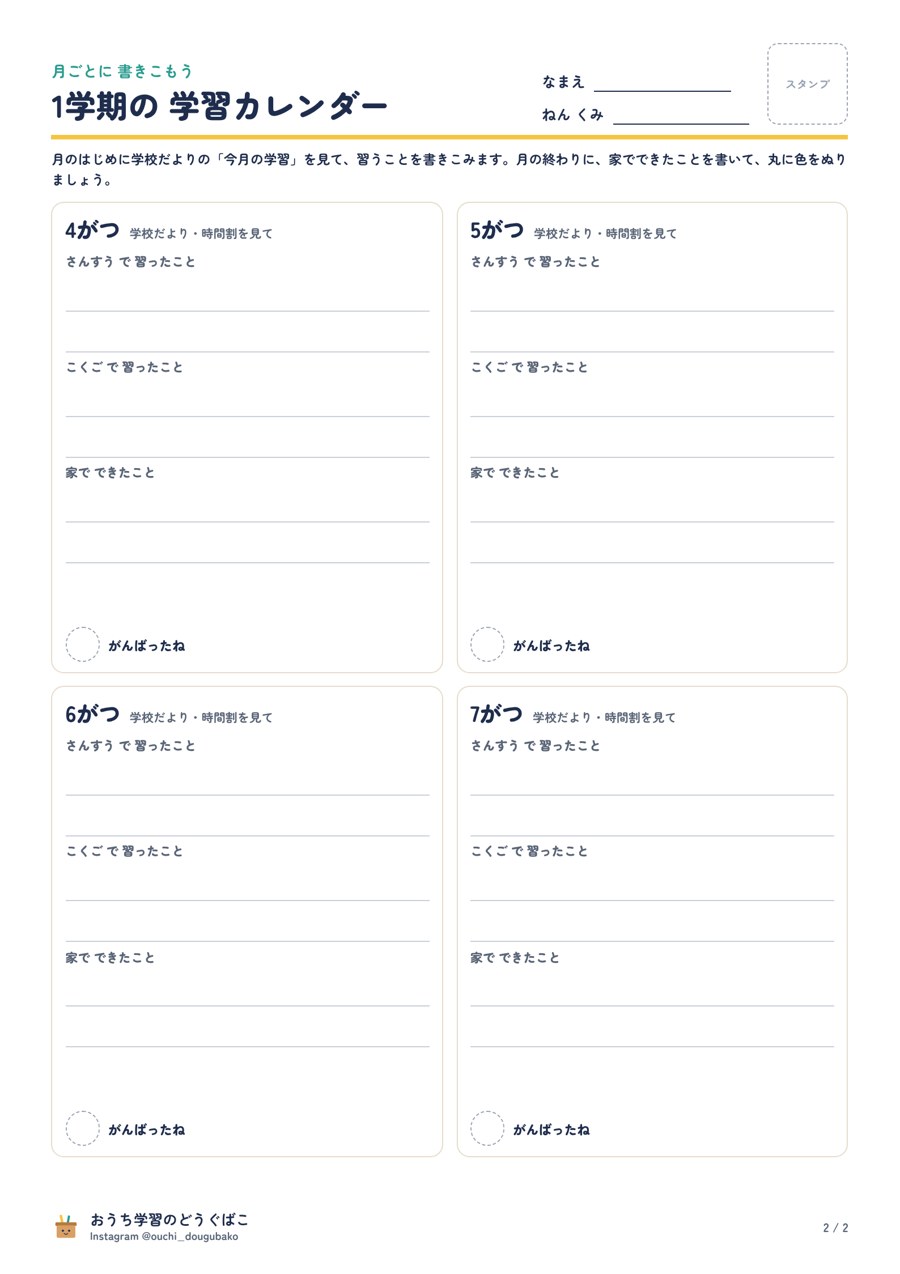 月ごとに 書きこもう
1学期の 学習カレンダー
なまえ
ねん くみ
スタンプ
月のはじめに学校だよりの「今月の学習」を見て、習うことを書きこみます。月の終わりに、家でできたことを書いて、丸に色をぬり
ましょう。
4がつ 学校だより・時間割を見て
さんすう で 習ったこと
こくご で 習ったこと
家で できたこと
がんばったね
5がつ 学校だより・時間割を見て
さんすう で 習ったこと
こくご で 習ったこと
家で できたこと
がんばったね
6がつ 学校だより・時間割を見て
さんすう で 習ったこと
こくご で 習ったこと
家で できたこと
がんばったね
7がつ 学校だより・時間割を見て
さんすう で 習ったこと
こくご で 習ったこと
家で できたこと
がんばったね
おうち学習のどうぐばこ
Instagram @ouchi_dougubako
2 / 2